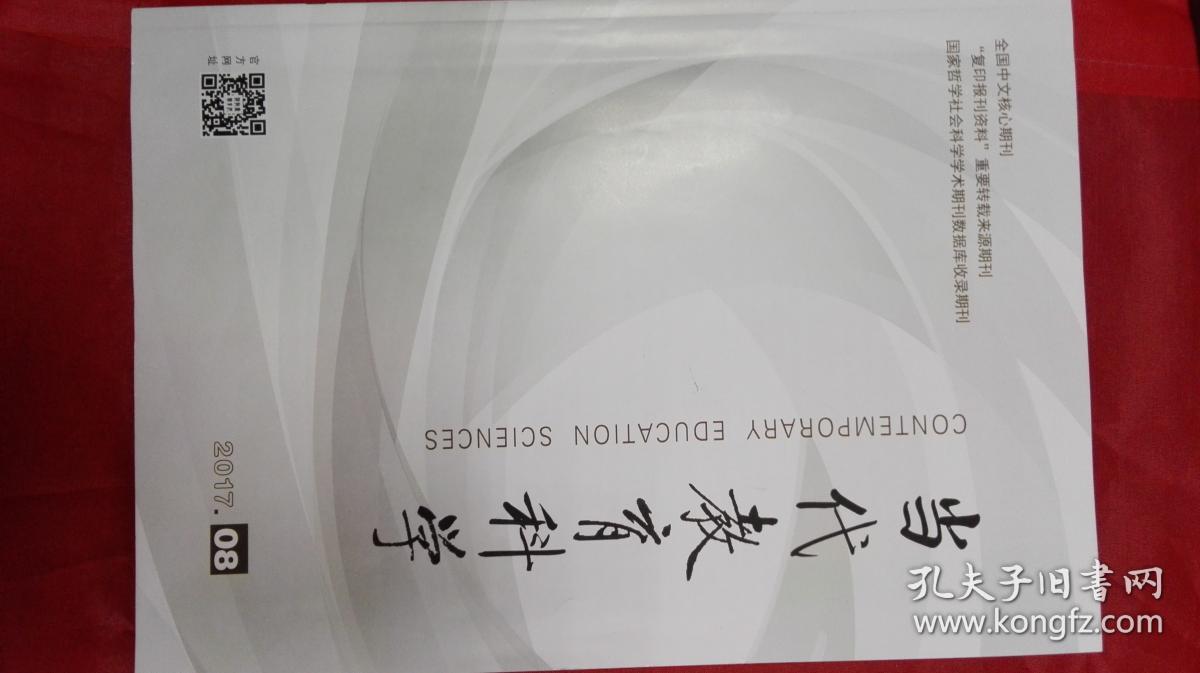 全国中文核心期刊
“复印报刊资料”重要转载来源期刊
国家哲学社会科学学术期刊数据库收录期刊
CONTEMPORARY EDUCATION SCIENCES
当代教育科学
官方网址
2017.08
孔夫子旧书网
www.kongfz.com